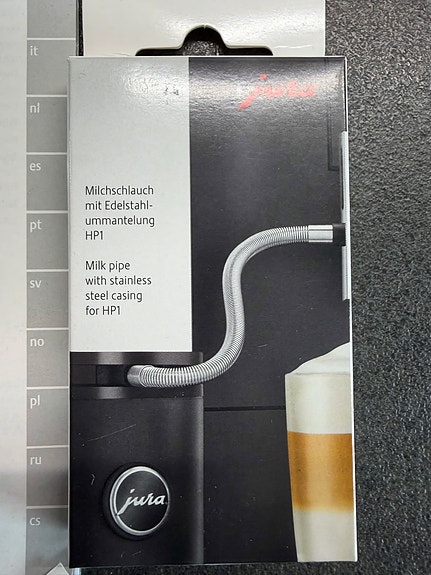 it
nl
es
pt
sv
no
pl
ru
cs
jura
Milchschlauch
mit Edelstahl-
ummantelung
HP1
Milk pipe
with stainless
steel casing
for HP1
jura